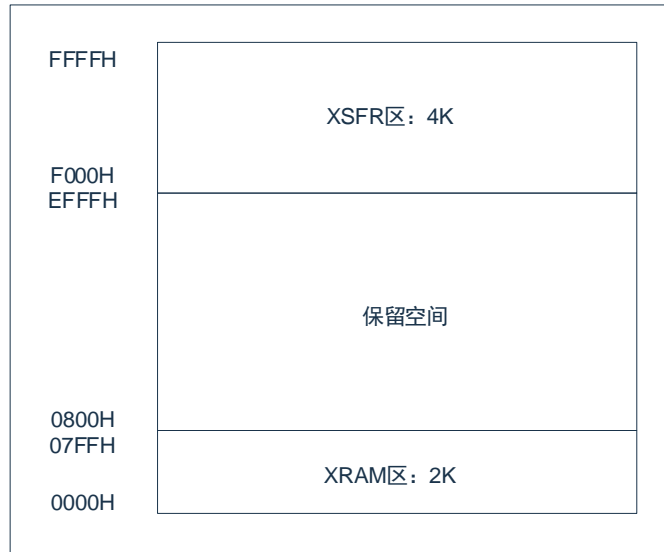 FFFFH
XSFR区：4K
F000H
EFFFH
保留空间
0800H
07FFH
XRAM区：2K
0000H